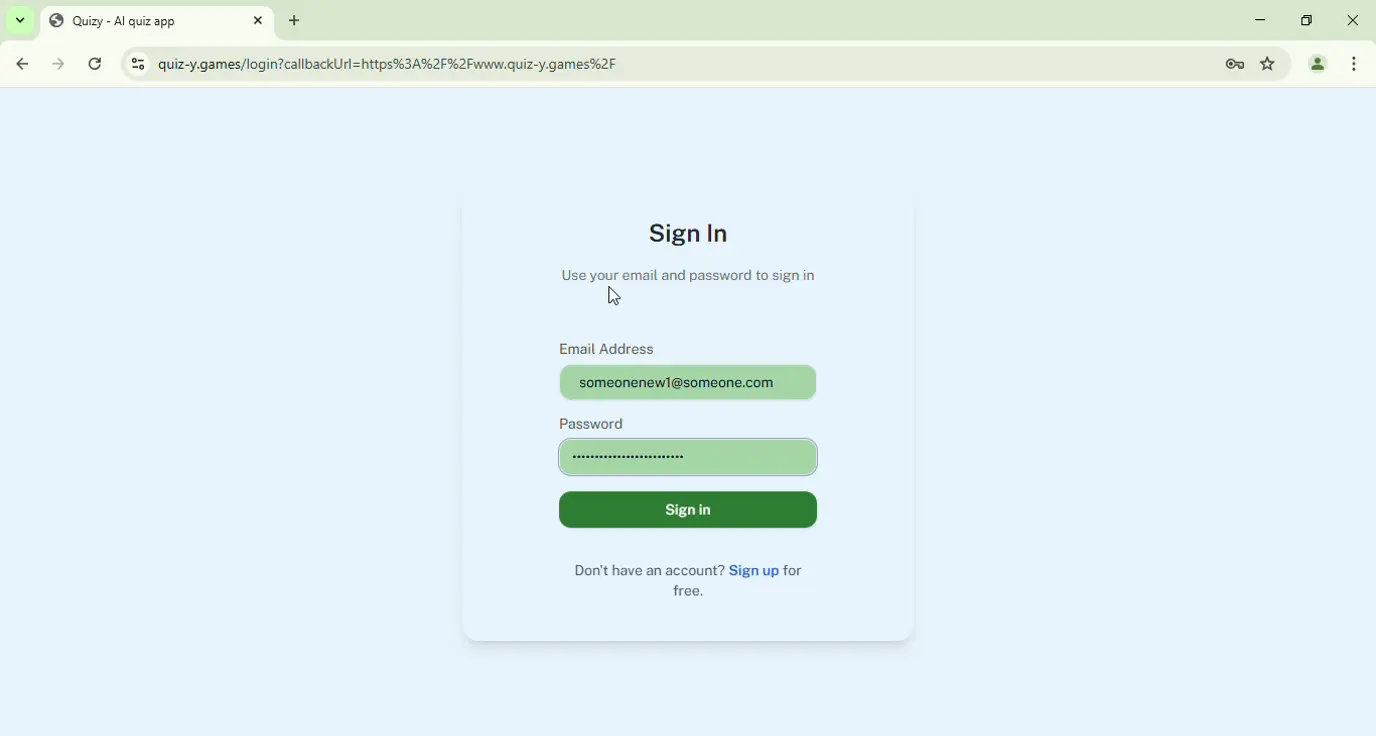 Quizy - AI quiz app
quiz-y.games/login?callbackUrl=https%3A%2F%2Fwww.quiz-y.games%2F
Sign In
Use your email and password to sign in
Email Address
someonenew1@someone.com
Password
•••••••••••••••••••••••••
Sign in
Don't have an account? Sign up for
free.